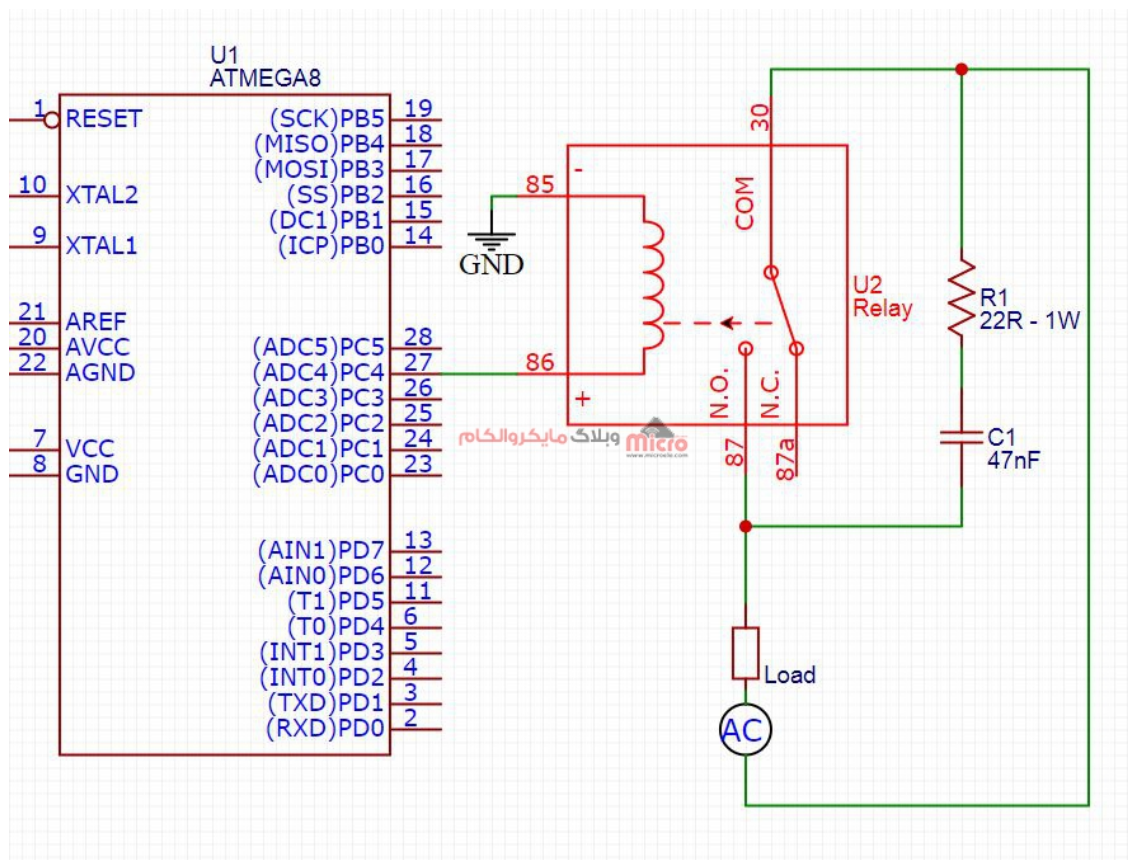 U1
ATMEGA8
1
RESET
10
XTAL2
9
XTAL1
21
AREF
20
AVCC
22
AGND
7
VCC
8
GND
(SCK)PB5
19
(MISO)PB4
18
(MOSI)PB3
17
(SS)PB2
16
(DC1)PB1
15
(ICP)PB0
14
(ADC5)PC5
28
(ADC4)PC4
27
(ADC3)PC3
26
(ADC2)PC2
25
(ADC1)PC1
24
(ADC0)PC0
23
(AIN1)PD7
13
(AIN0)PD6
12
(T1)PD5
11
(T0)PD4
6
(INT1)PD3
5
(INT0)PD2
4
(TXD)PD1
3
(RXD)PD0
2
GND
85
-
86
+
30
COM
N.O.
N.C.
87
87a
U2
Relay
R1
22R - 1W
C1
47nF
وبلاگ مایکروالکام
Micro
www.microele.com
Load
AC